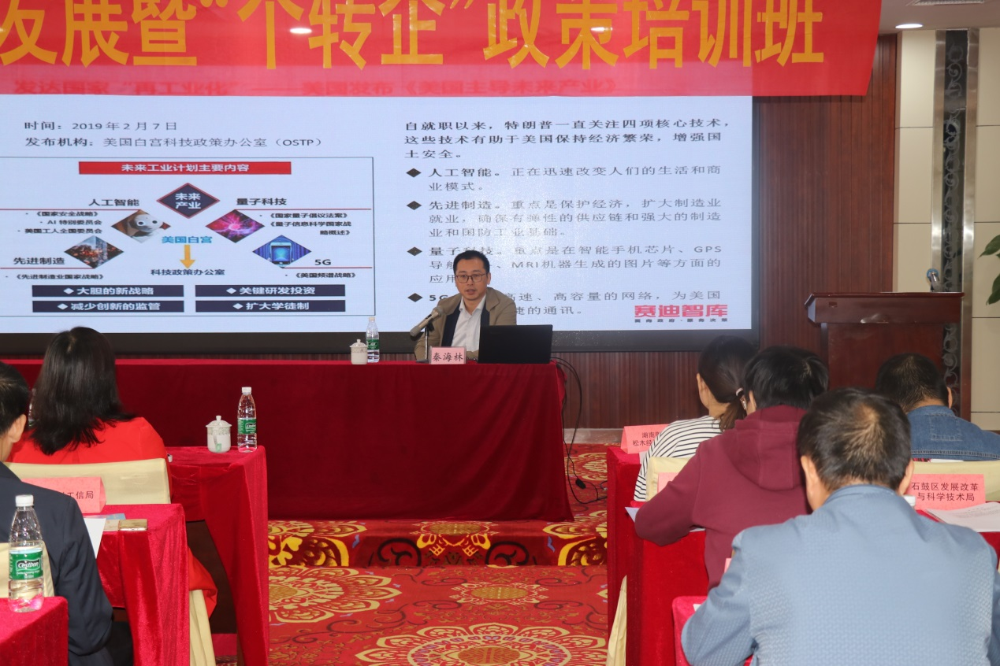 发展暨“个转企”政策培训班
发达国家“再工业化”——美国发布《美国主导未来产业》
时间：2019年2月7日
发布机构：美国白宫科技政策办公室（OSTP）
未来工业计划主要内容
未来
产业
人工智能
《国家安全战略》
AI 特别委员会
美国工人全国委员会
量子科技
《国家量子倡议法案》
《量子信息科学国家战
略概述》
美国白宫
先进制造
《先进制造业国家战略》
科技政策办公室
5G
《美国频谱战略》
◆ 大胆的新战略
◆ 关键研发投资
◆ 减少创新的监管
◆ 扩大学徒制
自就职以来，特朗普一直关注四项核心技术，
这些技术有助于美国保持经济繁荣，增强国
土安全。
◆ 人工智能。正在迅速改变人们的生活和商
业模式。
◆ 先进制造。重点是保护经济，扩大制造业
就业，确保有弹性的供应链和强大的制造
业和国防工业基础。
◆ 量子科技。重点是在智能手机芯片、GPS
导航 、MRI机器生成的图片等方面的
应用
◆ 5G 高速、高容量的网络，为美国
捷的通讯。
赛迪智库
面向政府·服务决策
秦海林
湖南
松木经
工信局
石鼓区发展改革
与科学技术局
C'estbon